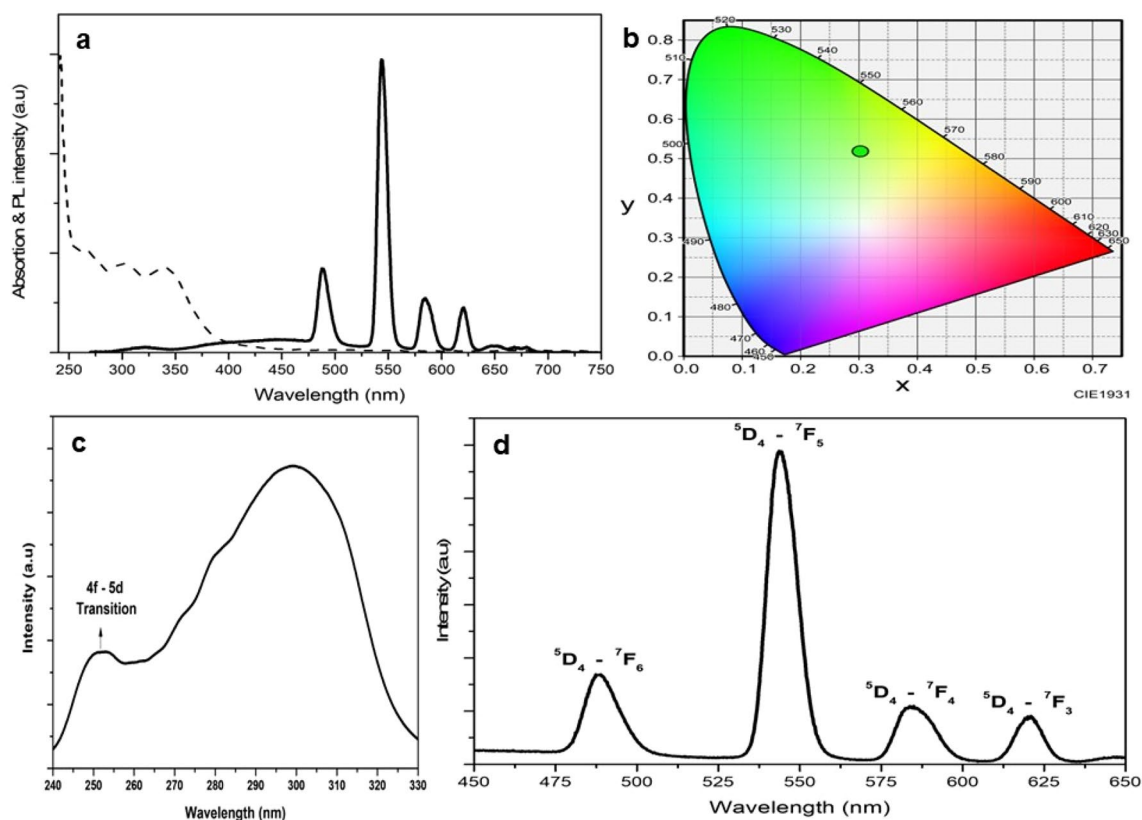 a
Absortion & PL intensity (a.u)
250 300 350 400 450 500 550 600 650 700 750
Wavelength (nm)
b
0.8
0.7
0.6
0.5
0.4
0.3
0.2
0.1
0.0
y
520
530
510
540
550
560
500
570
580
590
600
610
620
630
650
490
480
470
460
450
0.0 0.1 0.2 0.3 0.4 0.5 0.6 0.7
x
CIE1931
c
Intensity (a.u)
4f - 5d
Transition
240 250 260 270 280 290 300 310 320 330
Wavelength (nm)
d
Intensity (a.u)
⁵D₄ - ⁷F₅
⁵D₄ - ⁷F₆
⁵D₄ - ⁷F₄
⁵D₄ - ⁷F₃
450 475 500 525 550 575 600 625 650
Wavelength (nm)